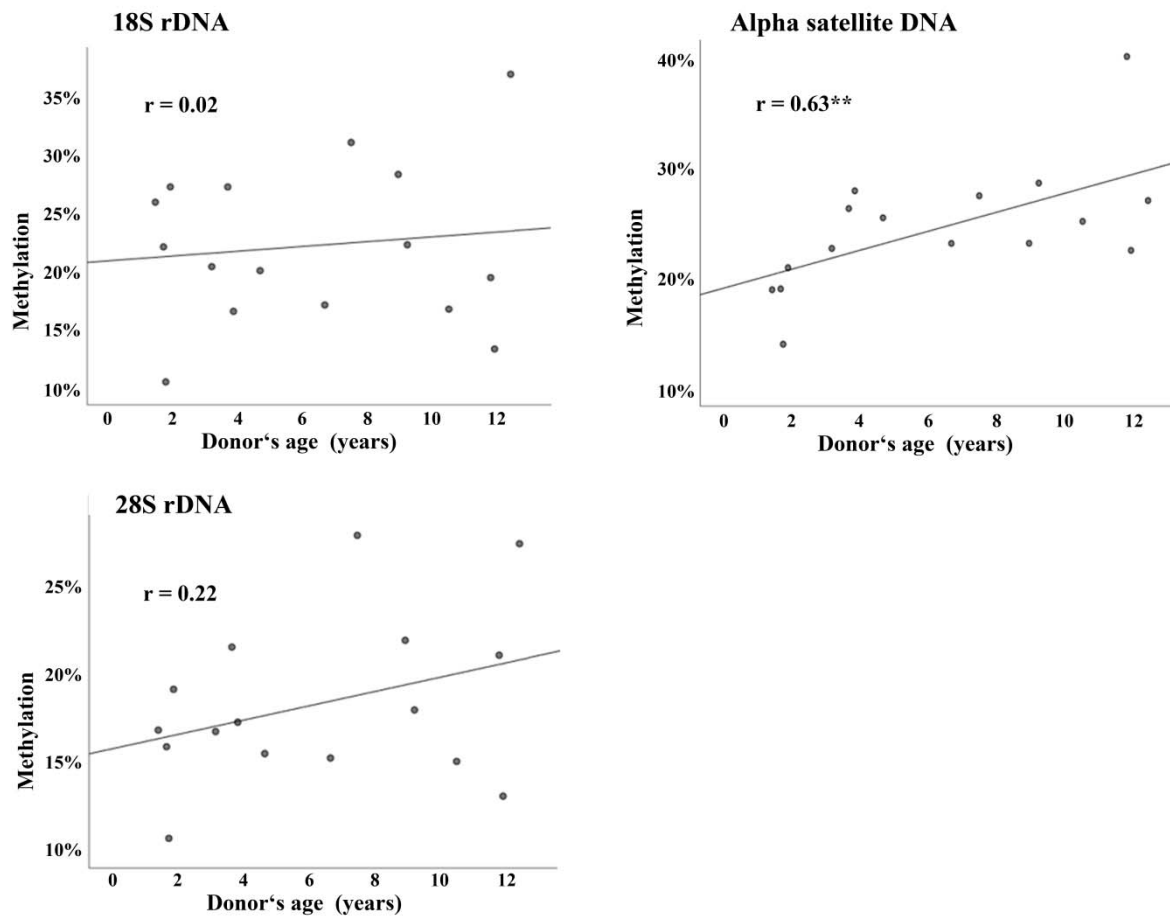 18S rDNA
r = 0.02
35%
30%
25%
20%
15%
10%
Methylation
0 2 4 6 8 10 12
Donor‘s age (years)
Alpha satellite DNA
r = 0.63**
40%
30%
20%
10%
Methylation
0 2 4 6 8 10 12
Donor‘s age (years)
28S rDNA
r = 0.22
25%
20%
15%
10%
Methylation
0 2 4 6 8 10 12
Donor‘s age (years)